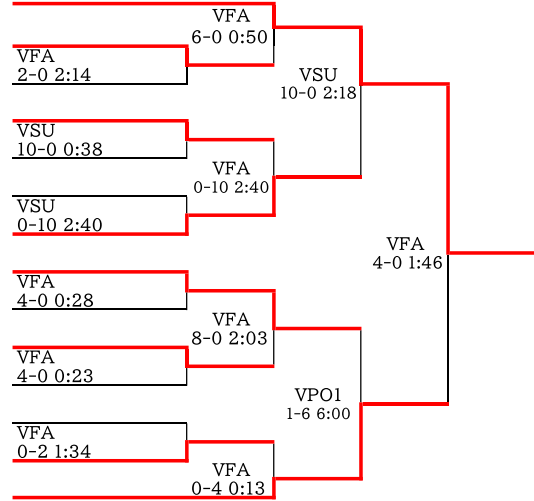 VFA
6-0 0:50
VFA
2-0 2:14
VSU
10-0 2:18
VSU
10-0 0:38
VFA
0-10 2:40
VSU
0-10 2:40
VFA
4-0 1:46
VFA
4-0 0:28
VFA
8-0 2:03
VFA
4-0 0:23
VPO1
1-6 6:00
VFA
0-2 1:34
VFA
0-4 0:13